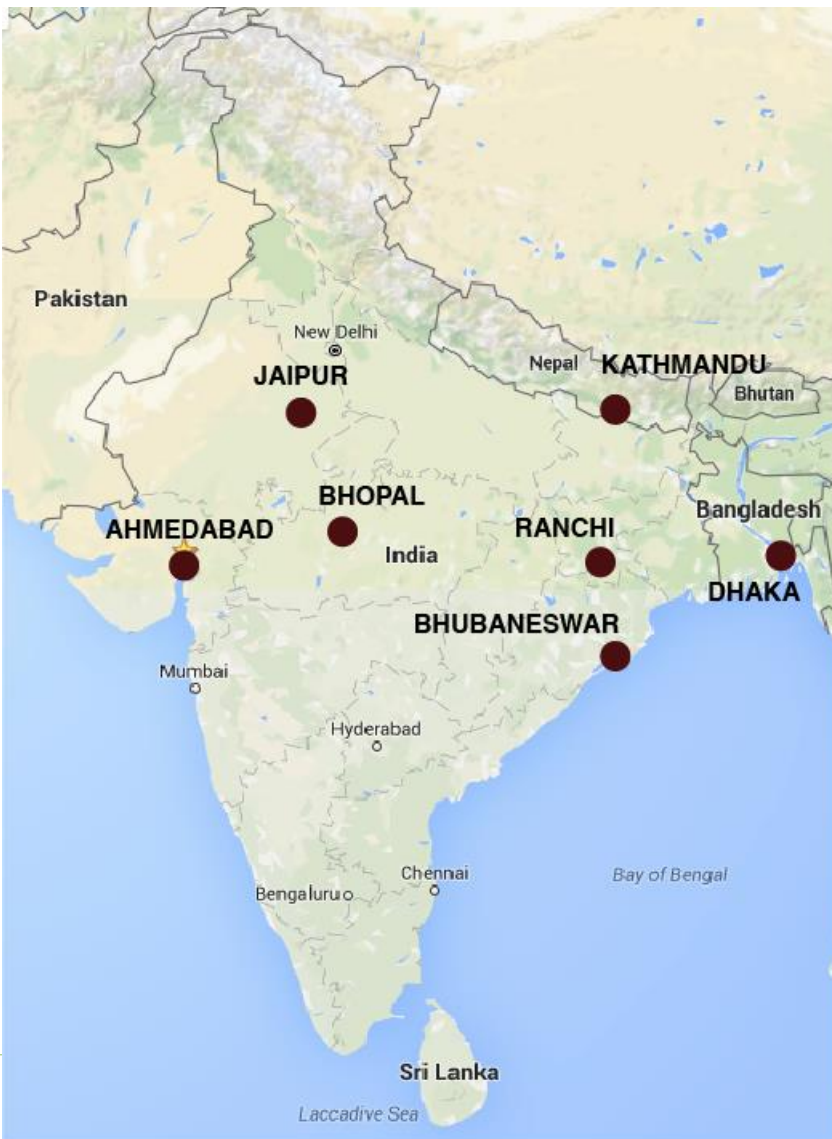 Pakistan
New Delhi
JAIPUR
Nepal
KATHMANDU
Bhutan
BHOPAL
AHMEDABAD
India
RANCHI
Bangladesh
DHAKA
BHUBANESWAR
Mumbai
Hyderabad
Chennai
Bengaluru
Bay of Bengal
Sri Lanka
Laccadive Sea